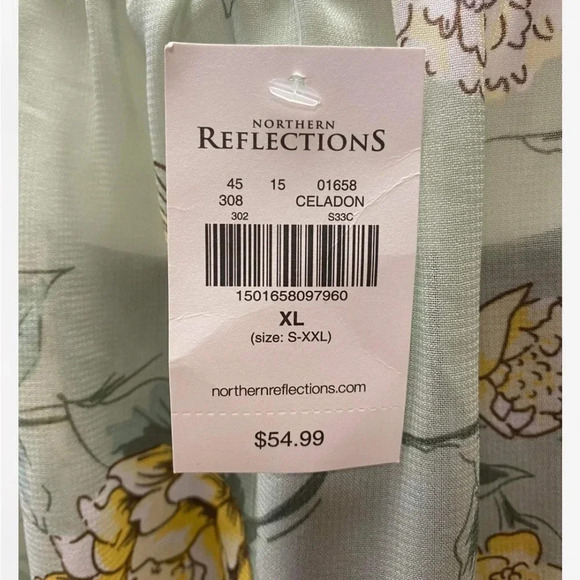 NORTHERN
REFLECTIONS
45 15 01658
308 CELADON
302 S33C
1501658097960
XL
(size: S-XXL)
northernreflections.com
$54.99